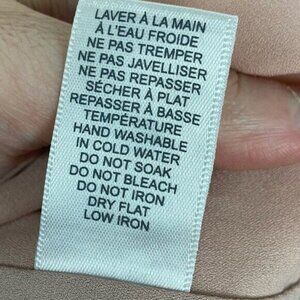 LAVER À LA MAIN
À L'EAU FROIDE
NE PAS TREMPER
NE PAS JAVELLISER
NE PAS REPASSER
SÉCHER À PLAT
REPASSER À BASSE
TEMPÉRATURE
HAND WASHABLE
IN COLD WATER
DO NOT SOAK
DO NOT BLEACH
DO NOT IRON
DRY FLAT
LOW IRON